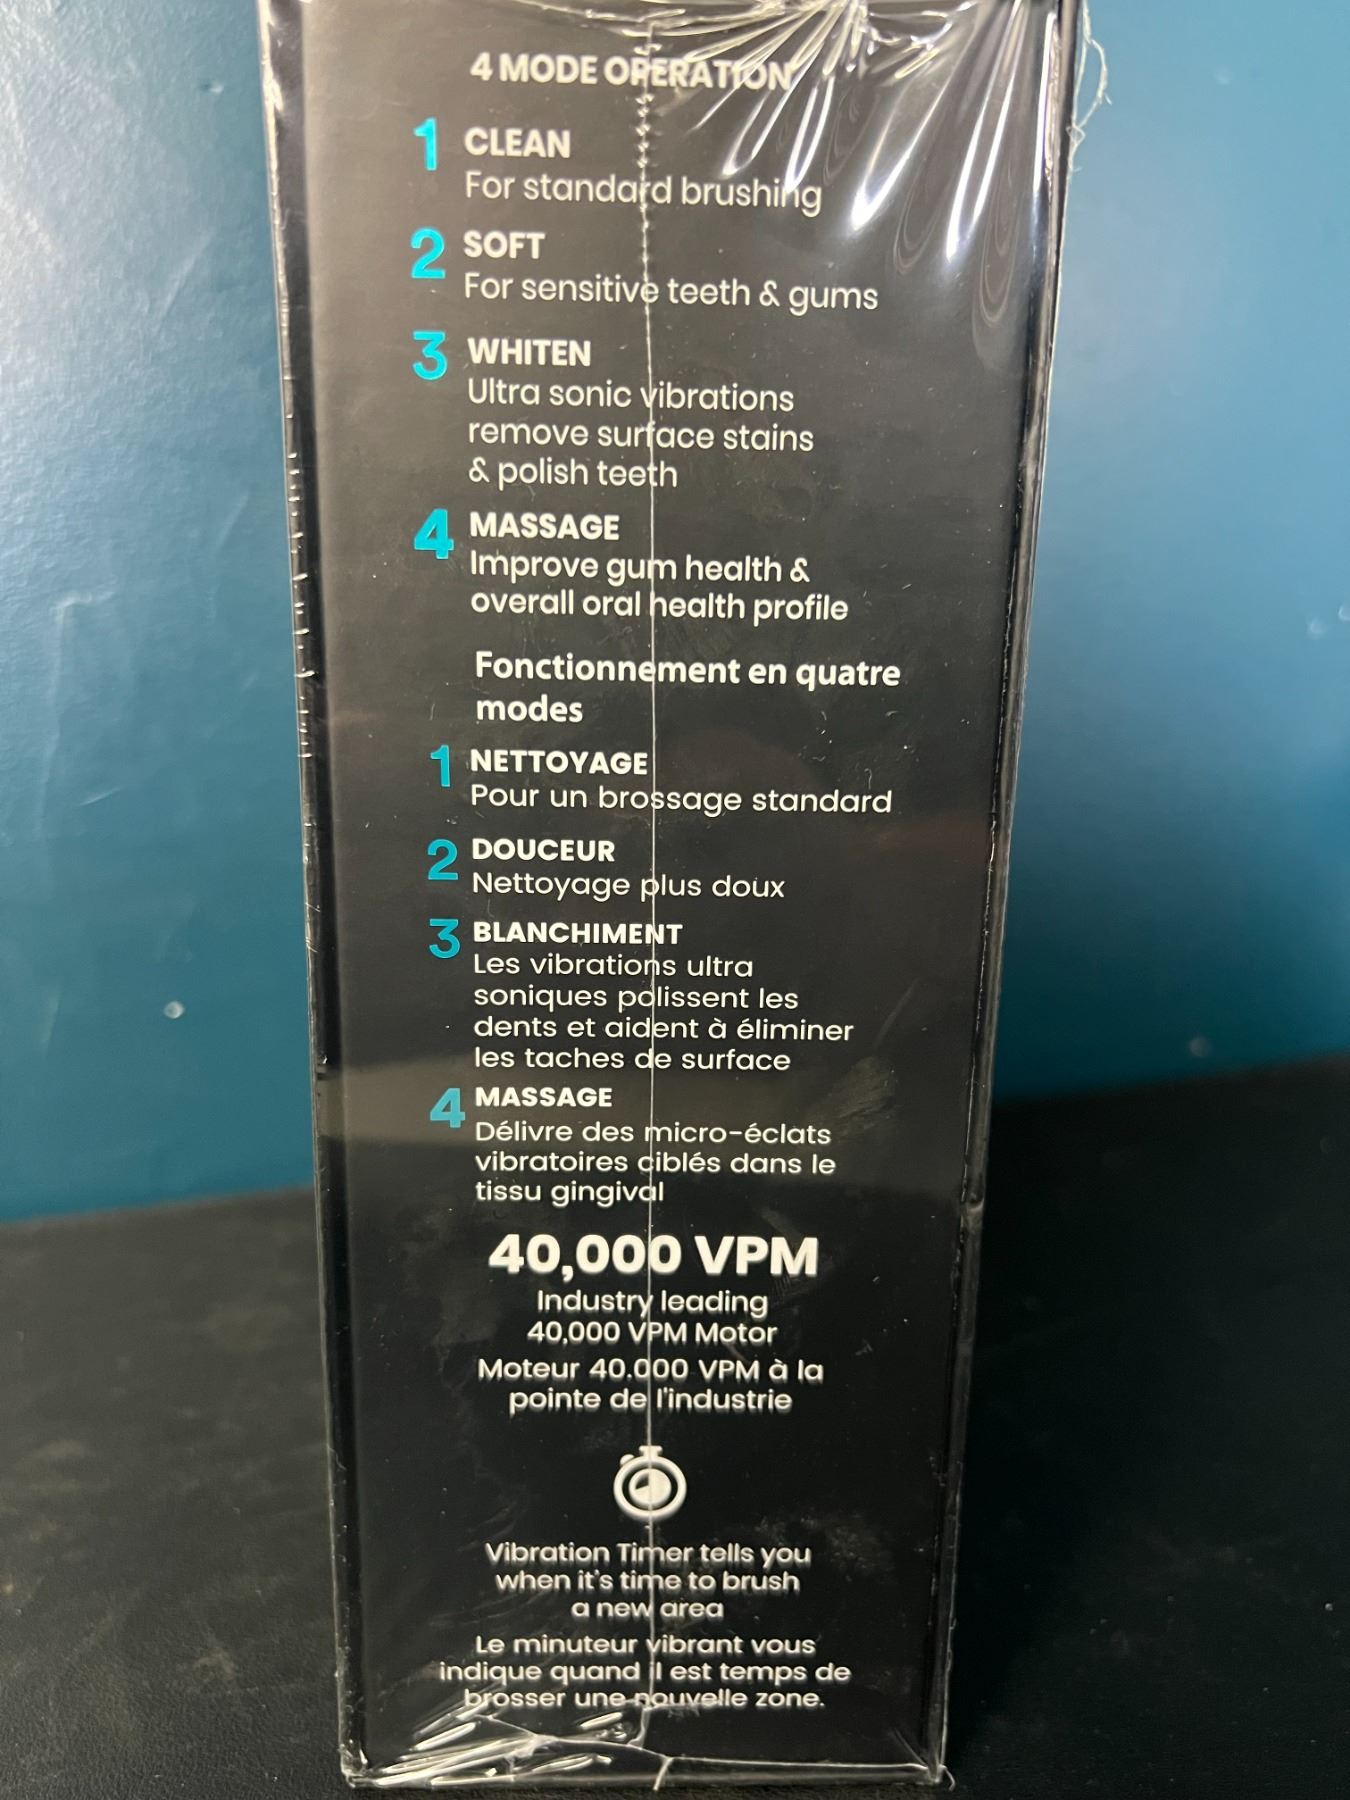 4 MODE OPERATION
1 CLEAN
For standard brushing
2 SOFT
For sensitive teeth & gums
3 WHITEN
Ultra sonic vibrations
remove surface stains
& polish teeth
4 MASSAGE
Improve gum health &
overall oral health profile
Fonctionnement en quatre
modes
1 NETTOYAGE
Pour un brossage standard
2 DOUCEUR
Nettoyage plus doux
3 BLANCHIMENT
Les vibrations ultra
soniques polissent les
dents et aident à éliminer
les taches de surface
4 MASSAGE
Délivre des micro-éclats
vibratoires ciblés dans le
tissu gingival
40,000 VPM
Industry leading
40,000 VPM Motor
Moteur 40.000 VPM à la
pointe de l'industrie
Vibration Timer tells you
when it's time to brush
a new area
Le minuteur vibrant vous
indique quand il est temps de
brosser une nouvelle zone.